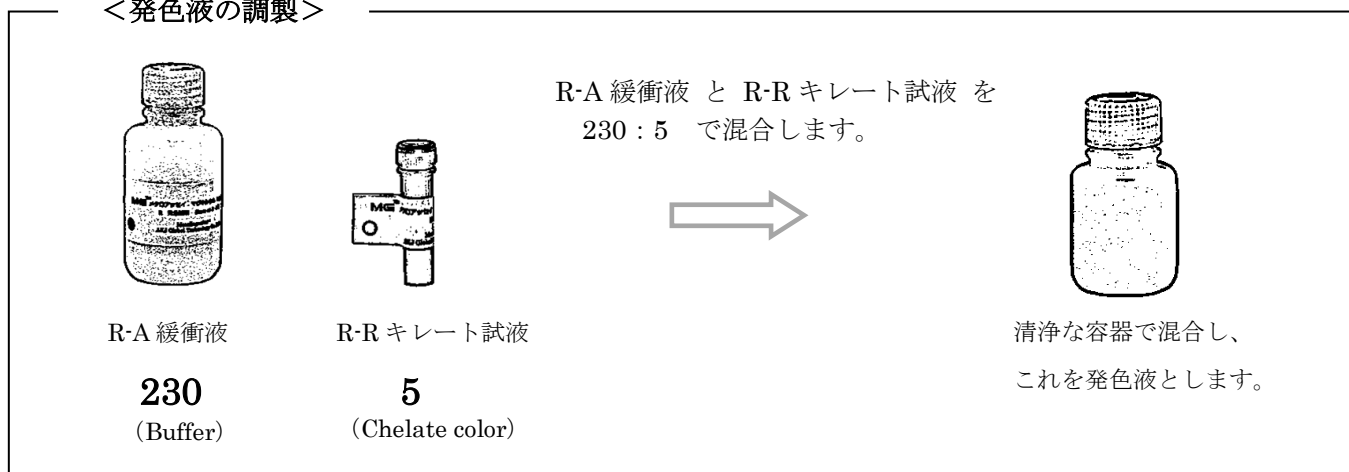 ＜発色液の調製＞
R-A 緩衝液 と R-R キレート試液 を
230：5 で混合します。
R-A 緩衝液
R-R キレート試液
230
5
（Buffer）
（Chelate color）
清浄な容器で混合し、
これを発色液とします。